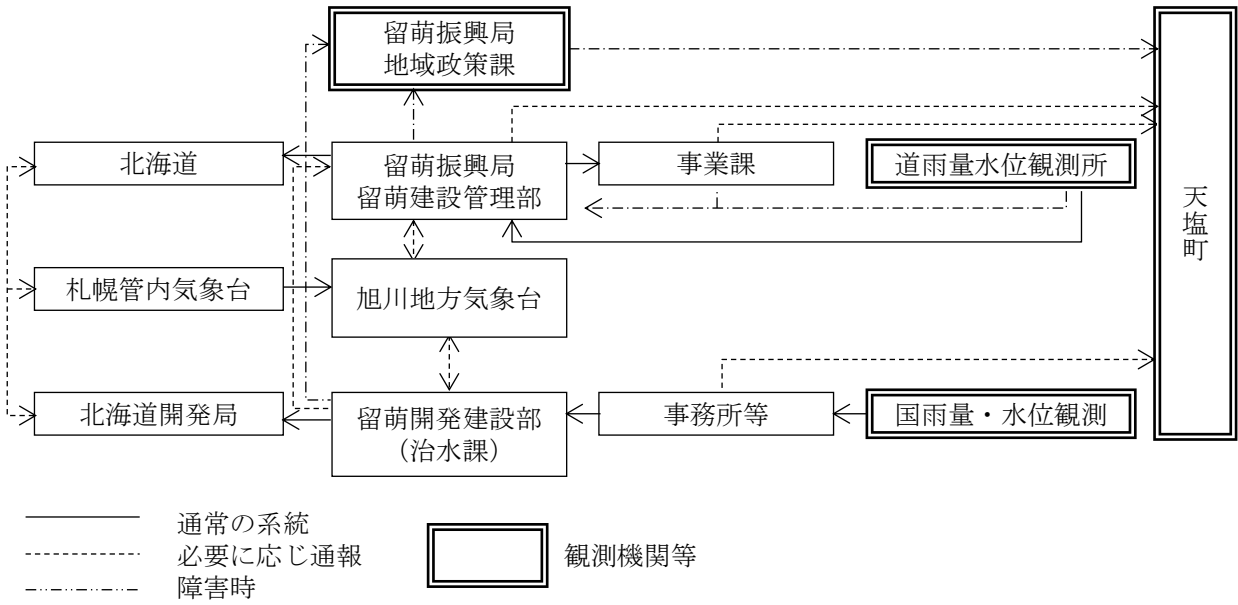 留萌振興局
地域政策課
北海道
留萌振興局
留萌建設管理部
事業課
道雨量水位観測所
天塩町
札幌管内気象台
旭川地方気象台
北海道開発局
留萌開発建設部
（治水課）
事務所等
国雨量・水位観測
通常の系統
必要に応じ通報
障害時
観測機関等